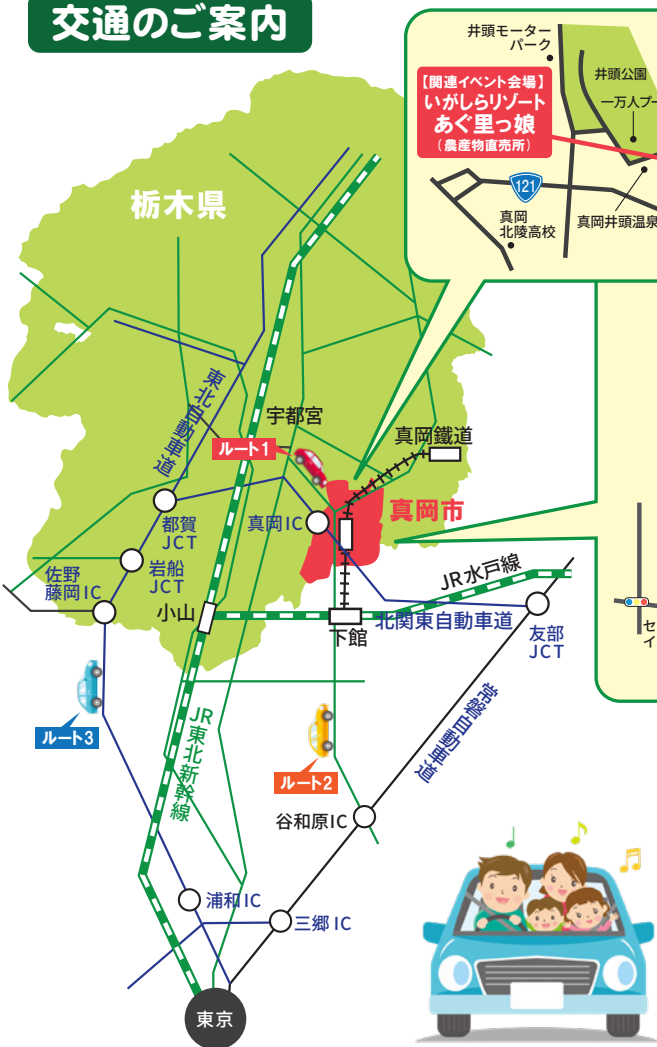 交通のご案内
井頭モーター
パーク
井頭公園
一万人プー
【関連イベント会場】
いがしらリゾート
あぐ里っ娘
(農産物直売所)
121
真岡
北陵高校
真岡井頭温泉
栃木県
東北自動車道
宇都宮
ルート1
真岡鐵道
真岡市
真岡IC
都賀
JCT
岩船
JCT
佐野
藤岡IC
小山
JR水戸線
下館
北関東自動車道
友部
JCT
セ
イ
ルート3
JR東北新幹線
ルート2
常磐自動車道
谷和原IC
浦和IC
三郷IC
東京